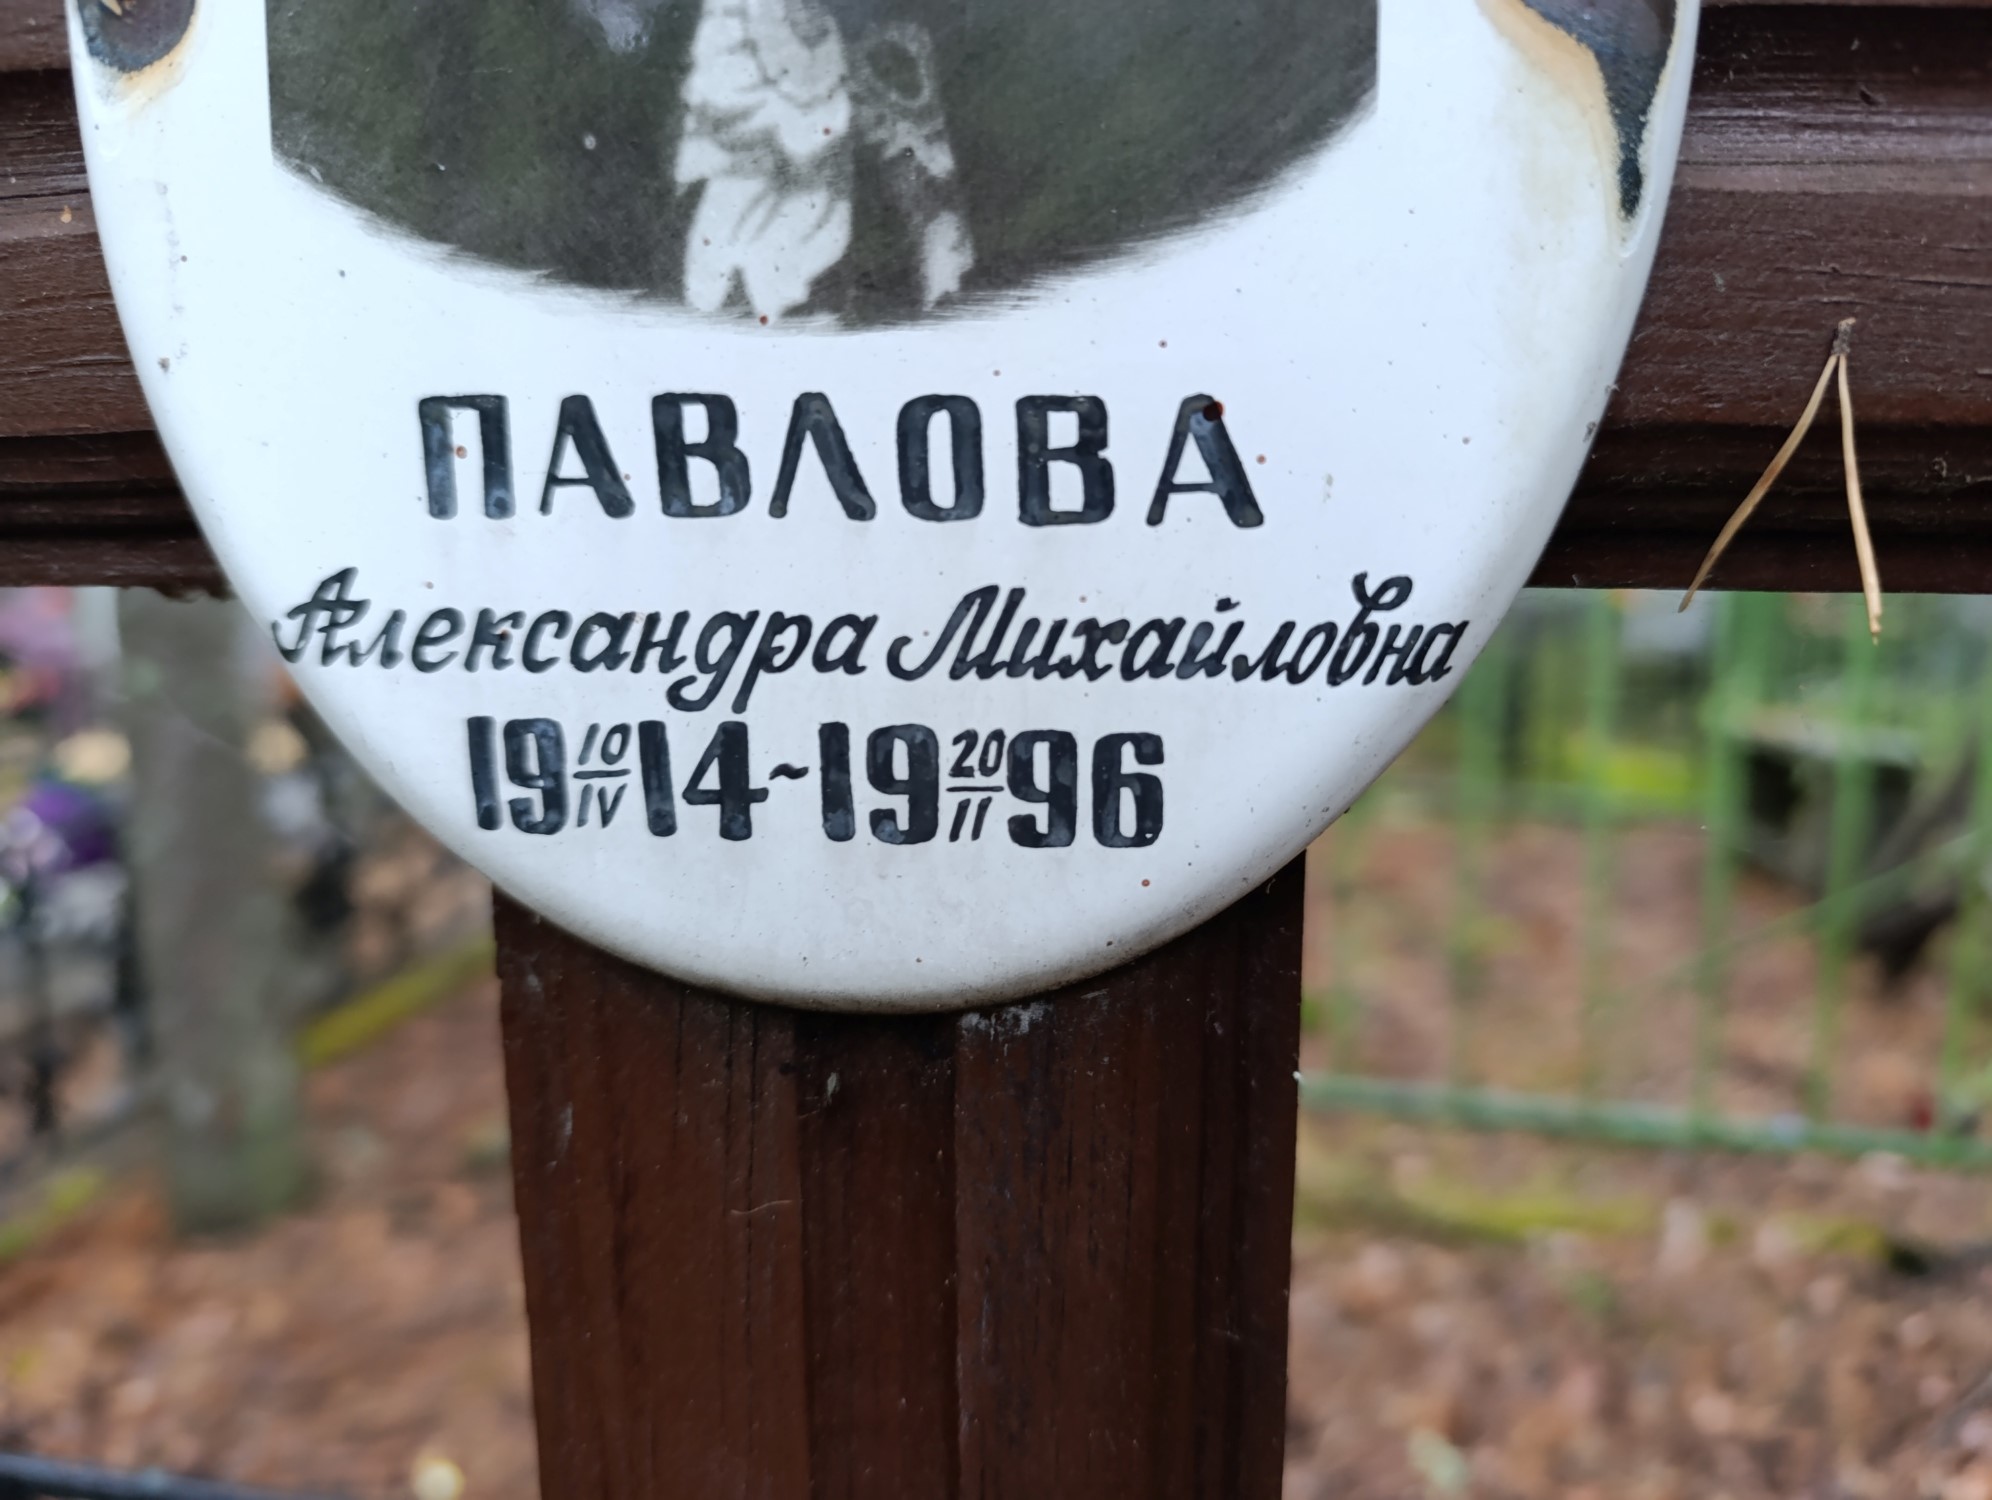 ПАВЛОВА
Александра Михайловна
19 10/IV 14~19 20/II 96